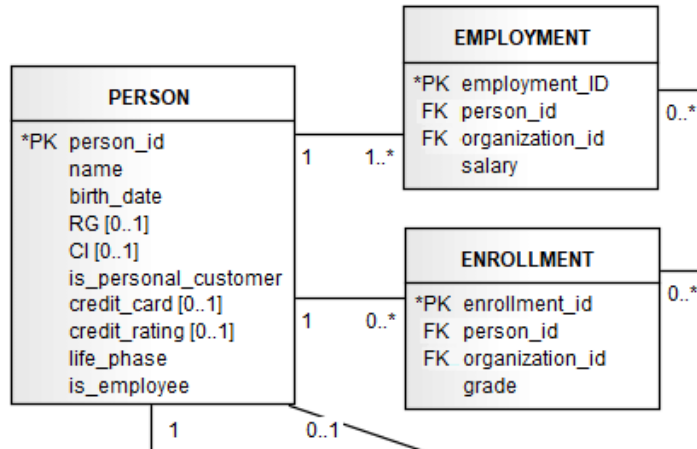 EMPLOYMENT
*PK employment_ID
FK person_id
FK organization_id
salary
0..*
PERSON
*PK person_id
name
birth_date
RG [0..1]
CI [0..1]
is_personal_customer
credit_card [0..1]
credit_rating [0..1]
life_phase
is_employee
1
1..*
ENROLLMENT
*PK enrollment_id
FK person_id
FK organization_id
grade
0..*
1
0..*
1
0..1